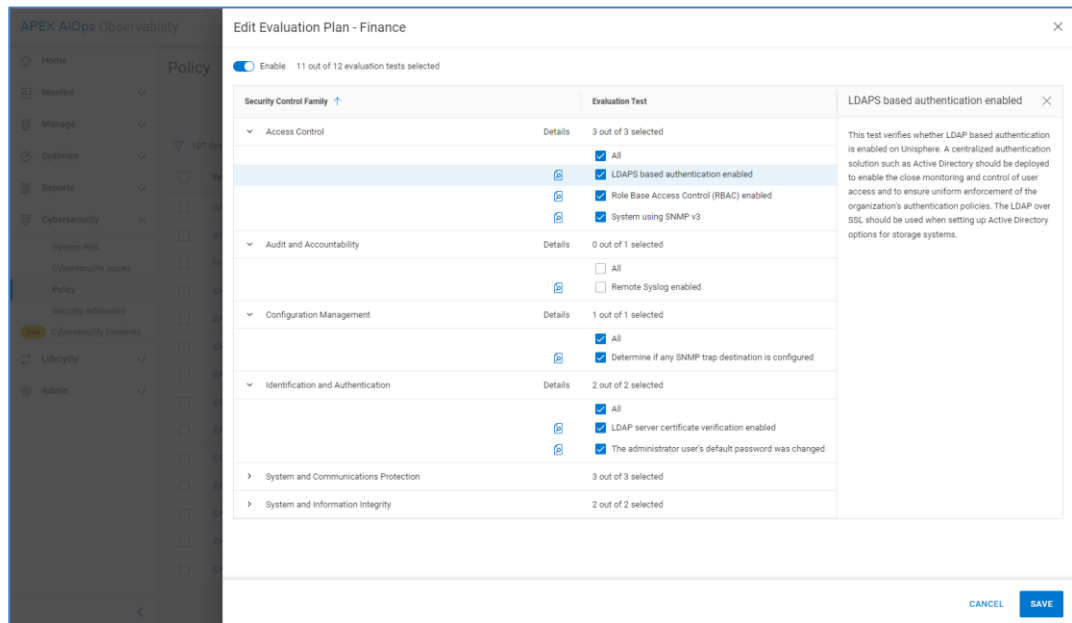 APEX AIOps Observability
Home
Monitor
Manage
Optimize
Reports
Cybersecurity
System Risk
Cybersecurity Issues
Policy
Security Advisories
Cybersecurity Incidents
Lifecycle
Admin
Policy
Edit Evaluation Plan - Finance
Enable 11 out of 12 evaluation tests selected
Security Control Family Evaluation Test
Access Control Details 3 out of 3 selected
All
LDAPS based authentication enabled
Role Base Access Control (RBAC) enabled
System using SNMP v3
Audit and Accountability Details 0 out of 1 selected
All
Remote Syslog enabled
Configuration Management Details 1 out of 1 selected
All
Determine if any SNMP trap destination is configured
Identification and Authentication Details 2 out of 2 selected
All
LDAP server certificate verification enabled
The administrator user's default password was changed
System and Communications Protection 3 out of 3 selected
System and Information Integrity 2 out of 2 selected
LDAPS based authentication enabled
This test verifies whether LDAP based authentication
is enabled on Unisphere. A centralized authentication
solution such as Active Directory should be deployed
to enable the close monitoring and control of user
access and to ensure uniform enforcement of the
organization's authentication policies. The LDAP over
SSL should be used when setting up Active Directory
options for storage systems.
CANCEL SAVE